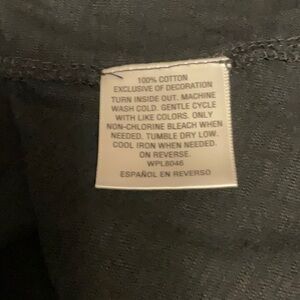 100% COTTON
EXCLUSIVE OF DECORATION
TURN INSIDE OUT. MACHINE
WASH COLD. GENTLE CYCLE
WITH LIKE COLORS. ONLY
NON-CHLORINE BLEACH WHEN
NEEDED. TUMBLE DRY LOW.
COOL IRON WHEN NEEDED.
ON REVERSE.
WPL8046
ESPAÑOL EN REVERSO